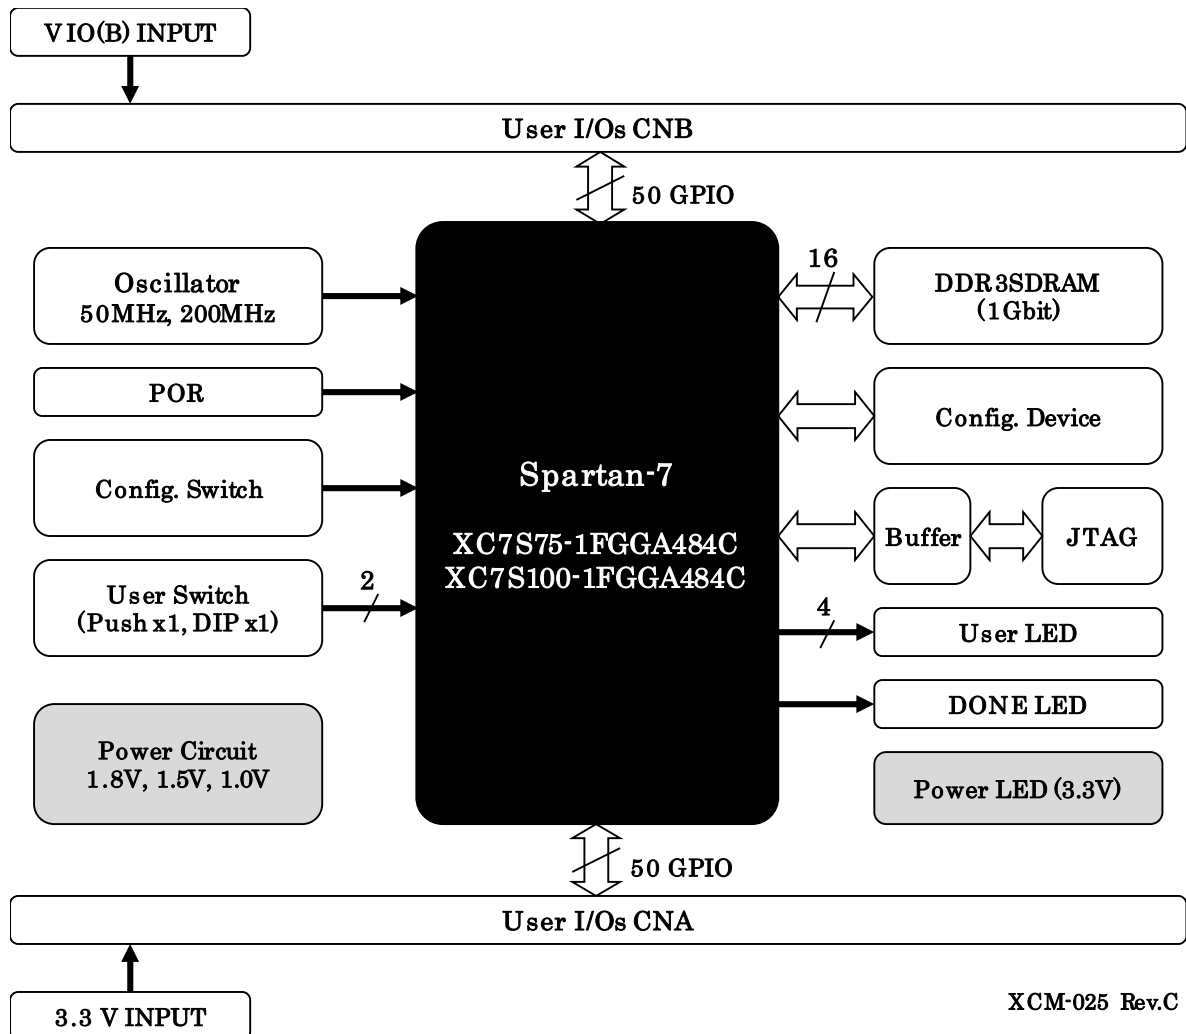 VIO(B) INPUT
User I/Os CNB
50 GPIO
Oscillator
50MHz, 200MHz
POR
Config. Switch
User Switch
(Push x1, DIP x1)
2
Power Circuit
1.8V, 1.5V, 1.0V
Spartan-7
XC7S75-1FGGA484C
XC7S100-1FGGA484C
16
DDR3SDRAM
(1Gbit)
Config. Device
Buffer
JTAG
4
User LED
DONE LED
Power LED (3.3V)
50 GPIO
User I/Os CNA
3.3 V INPUT
XCM-025 Rev.C